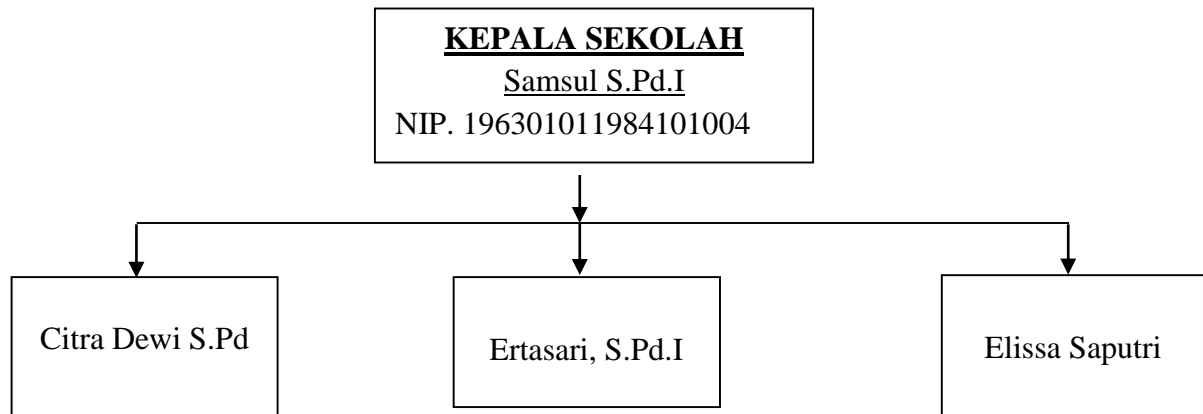 KEPALA SEKOLAH
Samsul S.Pd.I
NIP. 196301011984101004
Citra Dewi S.Pd
Ertasari, S.Pd.I
Elissa Saputri